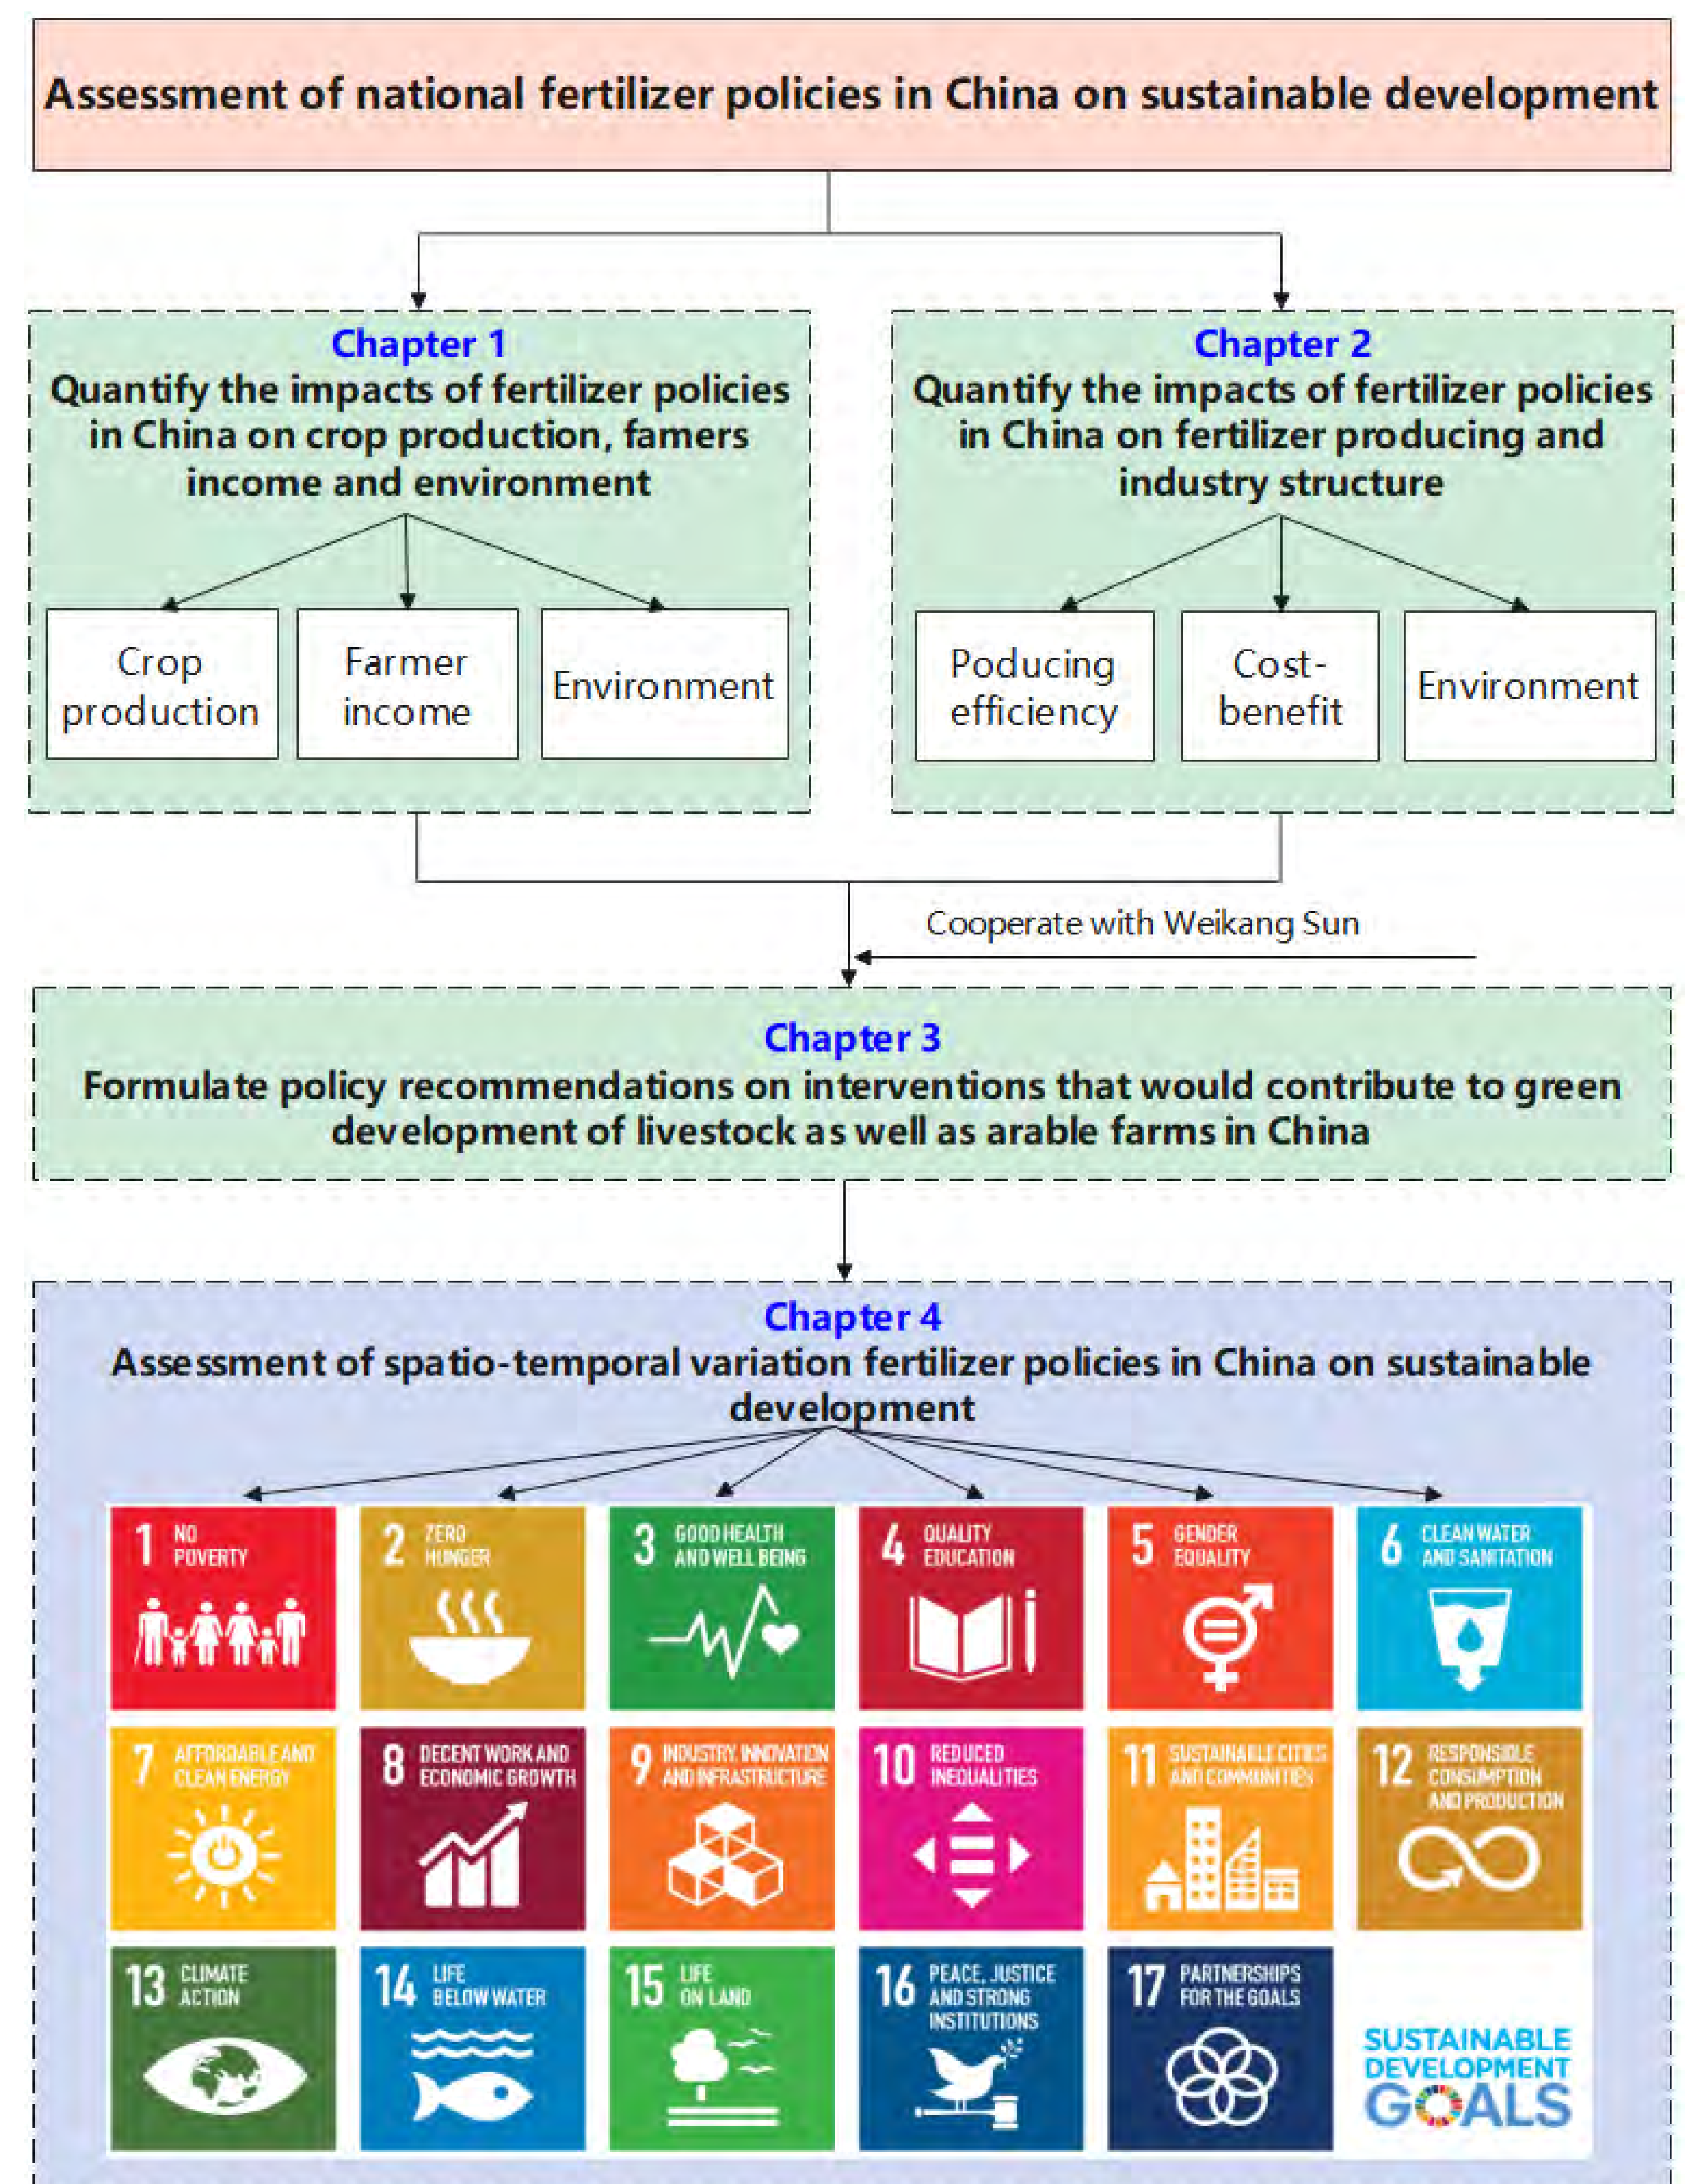 Assessment of national fertilizer policies in China on sustainable development
Chapter 1
Quantify the impacts of fertilizer policies
in China on crop production, famers
income and environment
Crop
production
Farmer
income
Environment
Chapter 2
Quantify the impacts of fertilizer policies
in China on fertilizer producing and
industry structure
Poducing
efficiency
Cost-
benefit
Environment
Cooperate with Weikang Sun
Chapter 3
Formulate policy recommendations on interventions that would contribute to green
development of livestock as well as arable farms in China
Chapter 4
Assessment of spatio-temporal variation fertilizer policies in China on sustainable
development
1 NO
POVERTY
2 ZERO
HUNGER
3 GOOD HEALTH
AND WELL BEING
4 QUALITY
EDUCATION
5 GENDER
EQUALITY
6 CLEAN WATER
AND SANITATION
7 AFFORDABLE AND
CLEAN ENERGY
8 DECENT WORK AND
ECONOMIC GROWTH
9 INDUSTRY, INNOVATION
AND INFRASTRUCTURE
10 REDUCED
INEQUALITIES
11 SUSTAINABLE CITIES
AND COMMUNITIES
12 RESPONSIBLE
CONSUMPTION
AND PRODUCTION
13 CLIMATE
ACTION
14 LIFE
BELOW WATER
15 LIFE
ON LAND
16 PEACE, JUSTICE
AND STRONG
INSTITUTIONS
17 PARTNERSHIPS
FOR THE GOALS
SUSTAINABLE
DEVELOPMENT
GOALS